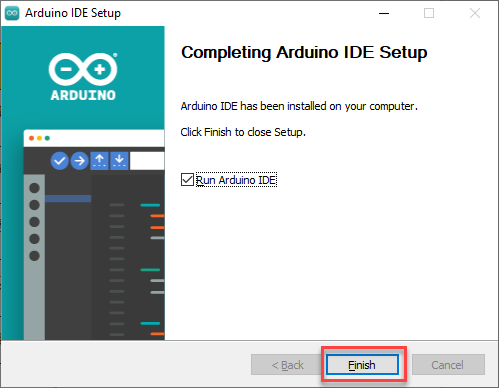 Arduino IDE Setup
ARDUINO
Completing Arduino IDE Setup
Arduino IDE has been installed on your computer.
Click Finish to close Setup.
Run Arduino IDE
< Back
Finish
Cancel